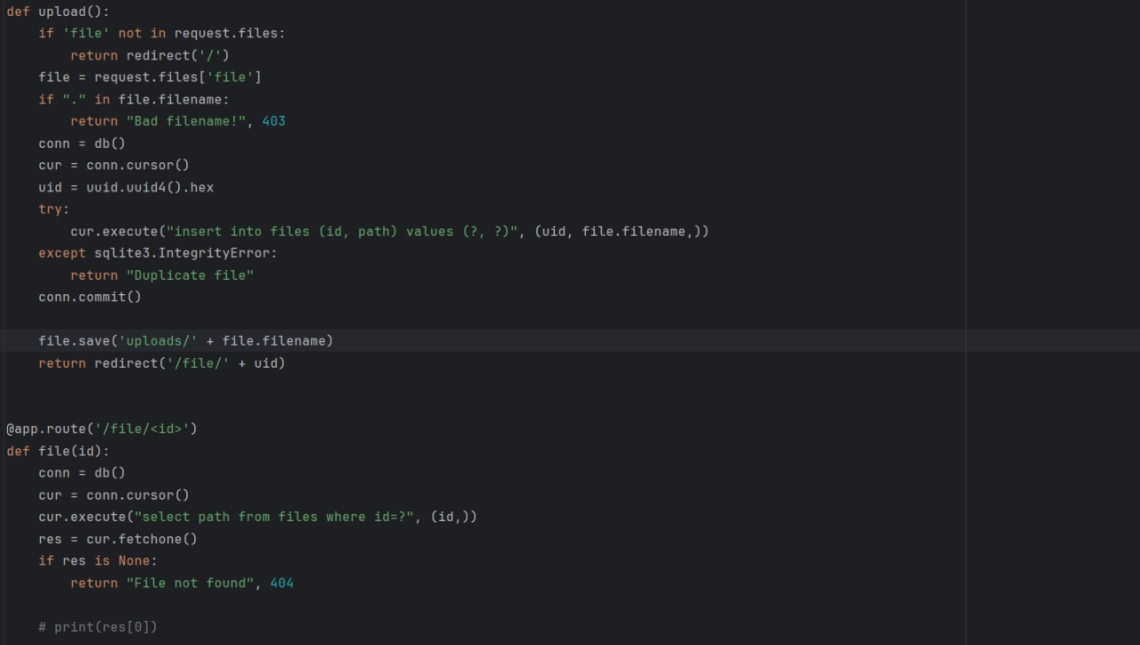 def upload():
    if 'file' not in request.files:
        return redirect('/')
    file = request.files['file']
    if "." in file.filename:
        return "Bad filename!", 403
    conn = db()
    cur = conn.cursor()
    uid = uuid.uuid4().hex
    try:
        cur.execute("insert into files (id, path) values (?, ?)", (uid, file.filename,))
    except sqlite3.IntegrityError:
        return "Duplicate file"
    conn.commit()

    file.save('uploads/' + file.filename)
    return redirect('/file/' + uid)


@app.route('/file/<id>')
def file(id):
    conn = db()
    cur = conn.cursor()
    cur.execute("select path from files where id=?", (id,))
    res = cur.fetchone()
    if res is None:
        return "File not found", 404

    # print(res[0])